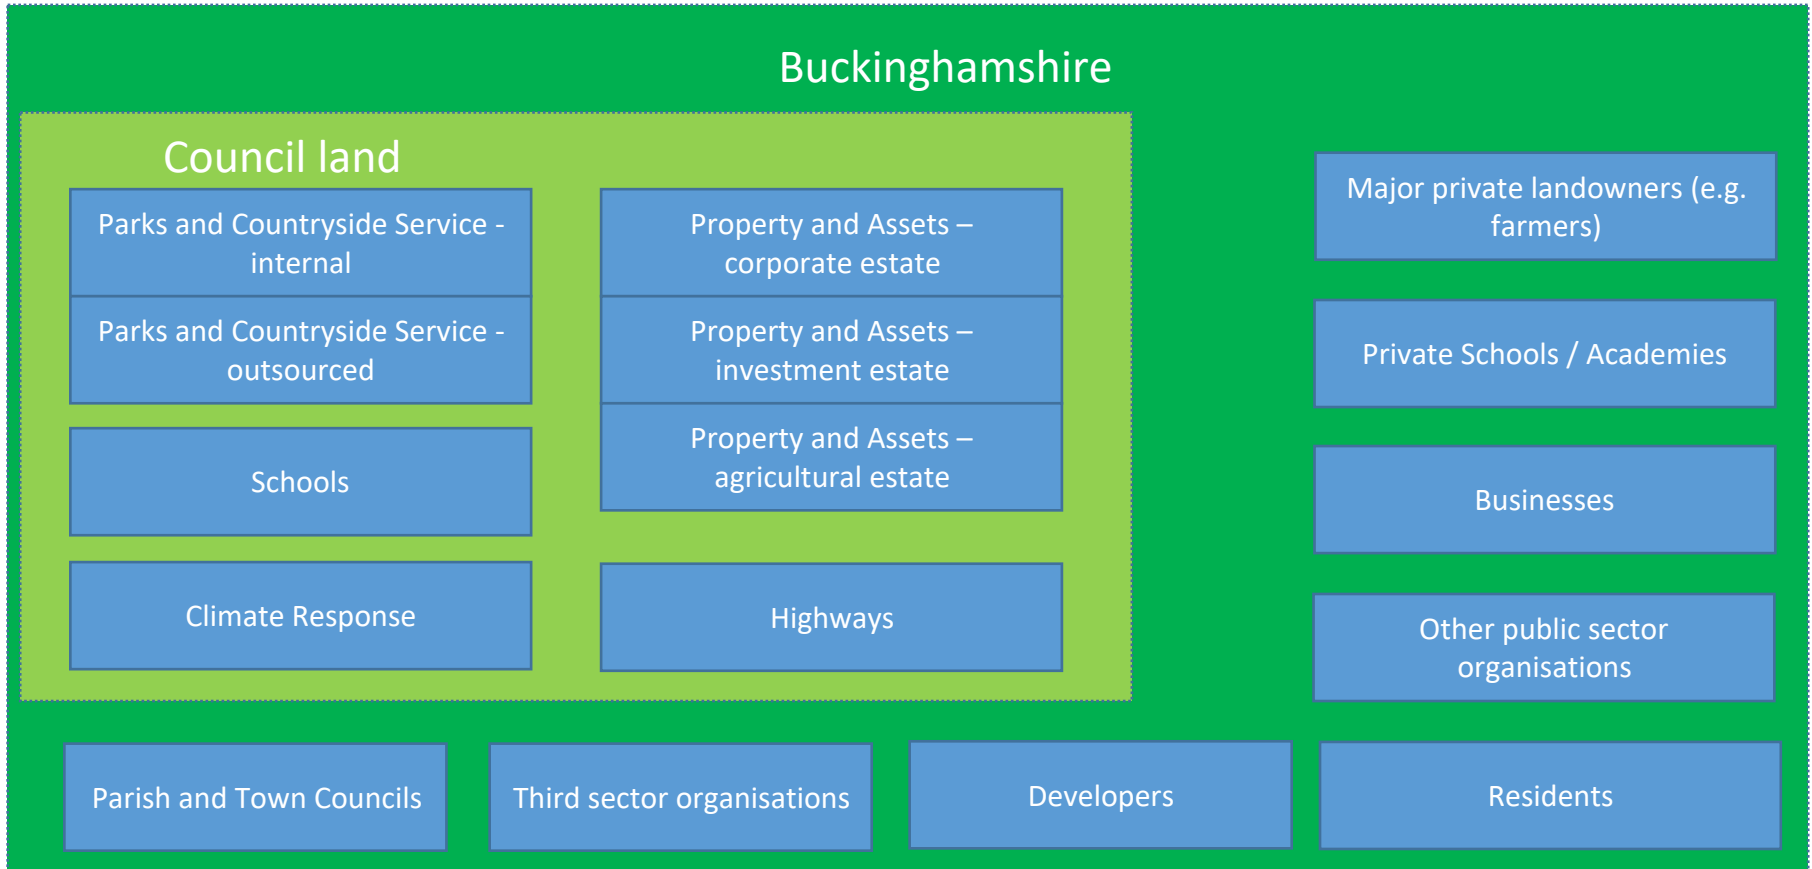 Buckinghamshire
Council land
Parks and Countryside Service -
internal
Parks and Countryside Service -
outsourced
Schools
Climate Response
Property and Assets –
corporate estate
Property and Assets –
investment estate
Property and Assets –
agricultural estate
Highways
Major private landowners (e.g.
farmers)
Private Schools / Academies
Businesses
Other public sector
organisations
Parish and Town Councils
Third sector organisations
Developers
Residents